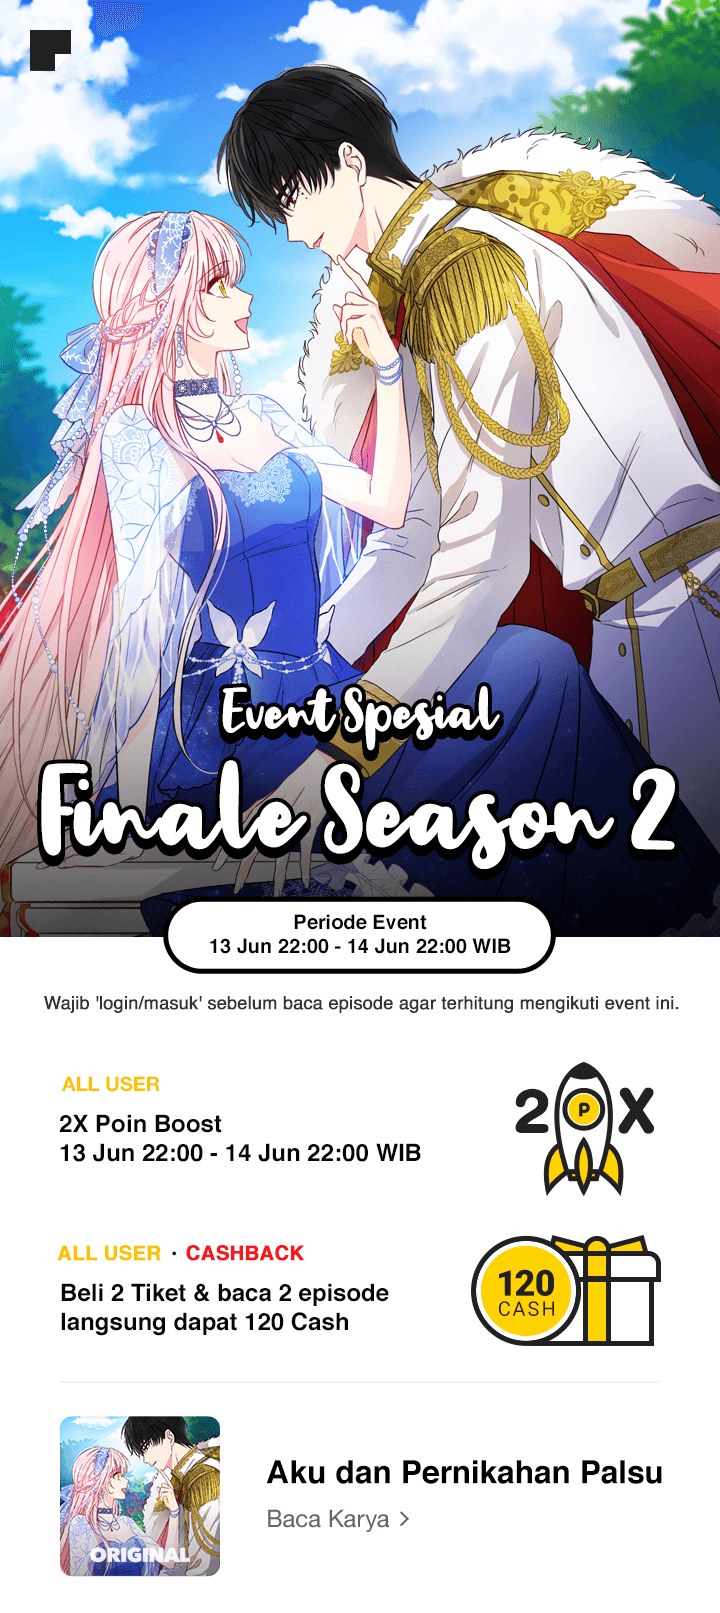 Event Spesial
Finale Season 2
Periode Event
13 Jun 22:00 - 14 Jun 22:00 WIB
Wajib 'login/masuk' sebelum baca episode agar terhitung mengikuti event ini.
ALL USER
2X Poin Boost
13 Jun 22:00 - 14 Jun 22:00 WIB
2 P X
ALL USER · CASHBACK
Beli 2 Tiket & baca 2 episode
langsung dapat 120 Cash
120
CASH
Aku dan Pernikahan Palsu
Baca Karya >
ORIGINAL